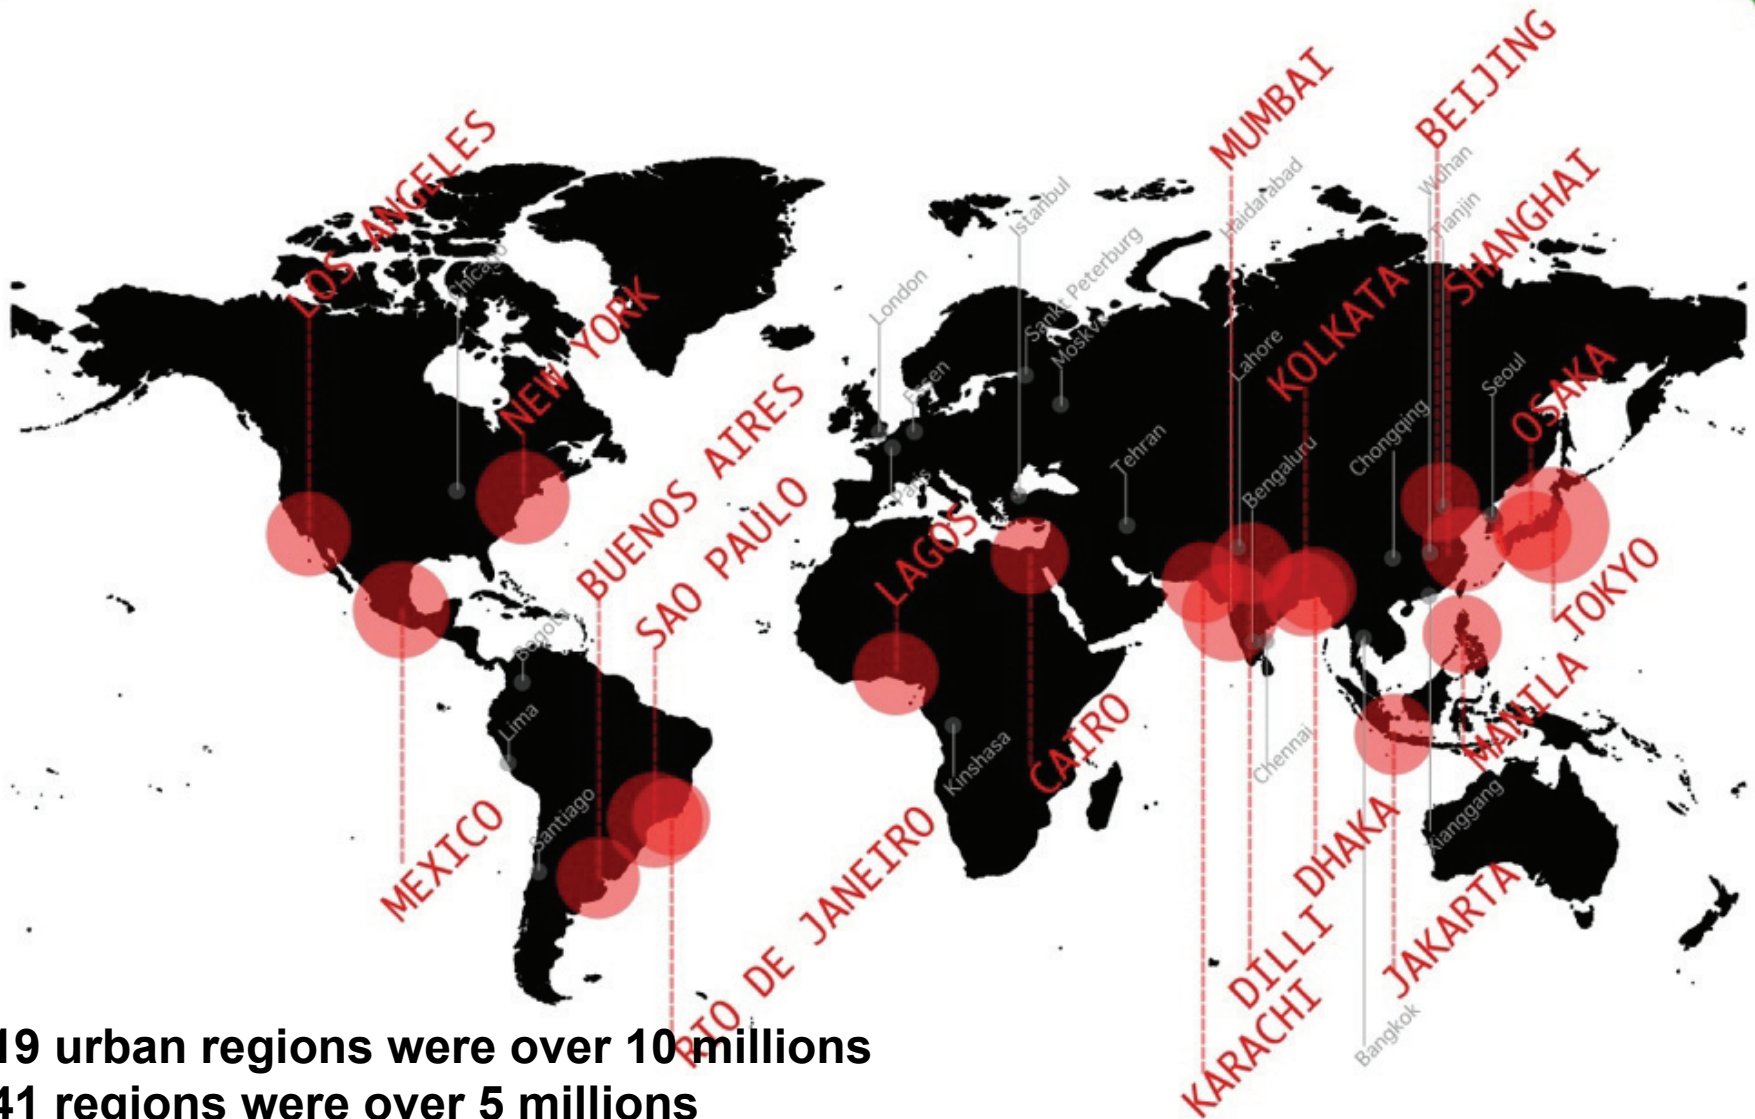 BEIJING
MUMBAI
LOS ANGELES
Wuhan
SHANGHAI
Haidarabad
Istanbul
Tianjin
Sankt Peterburg
Chicago
London
NEW YORK
KOLKATA
Moskva
Lahore
Essen
OSAKA
Seoul
BUENOS AIRES
Chongqing
Tehran
Bengaluru
Paris
SAO PAULO
LAGOS
TOKYO
Bogota
Lima
MANILA
CAIRO
Kinshasa
Chennai
Santiago
MEXICO
Xianggang
DHAKA
RIO DE JANEIRO
JAKARTA
DILLI
KARACHI
Bangkok
19 urban regions were over 10 millions
41 regions were over 5 millions